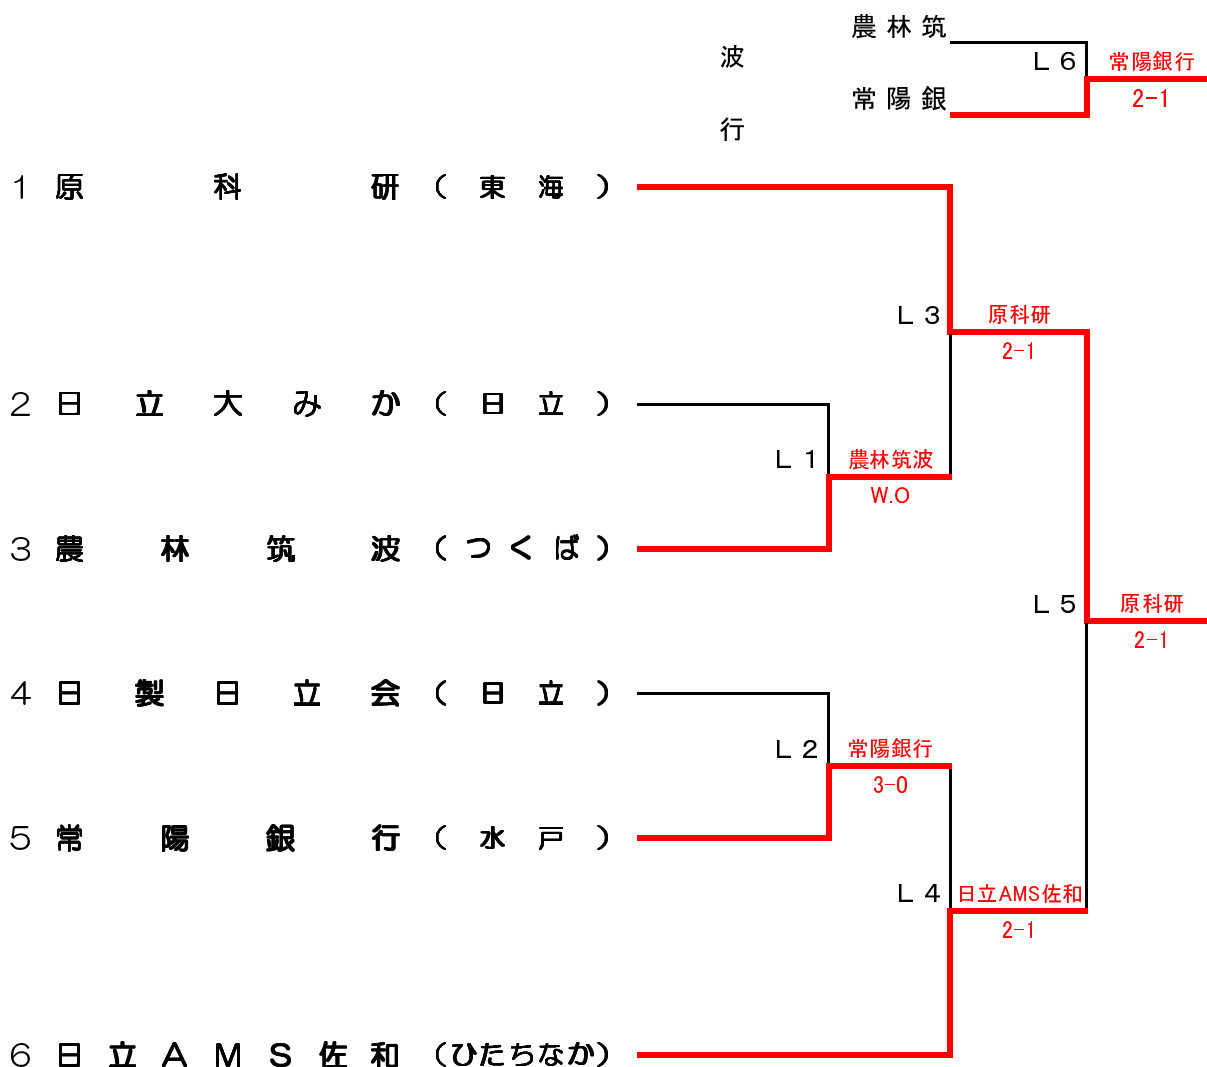 農林筑
波
L6
常陽銀行
2-1
常陽銀
行
1 原科研(東海)
L3
原科研
2-1
2 日立大みか(日立)
L1
農林筑波
W.O
3 農林筑波(つくば)
L5
原科研
2-1
4 日製日立会(日立)
L2
常陽銀行
3-0
5 常陽銀行(水戸)
L4
日立AMS佐和
2-1
6 日立AMS佐和(ひたちなか)